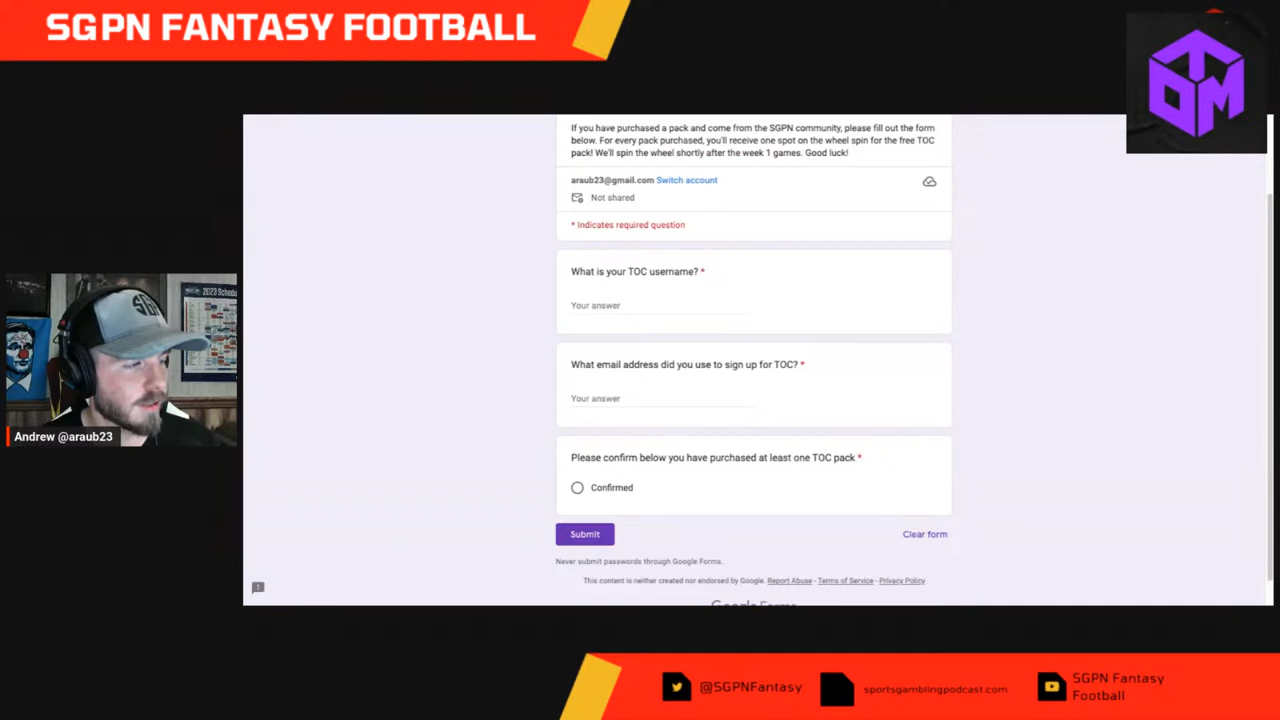 SGPN FANTASY FOOTBALL
TOM
If you have purchased a pack and come from the SGPN community, please fill out the form
below. For every pack purchased, you'll receive one spot on the wheel spin for the free TOC
pack! We'll spin the wheel shortly after the week 1 games. Good luck!
araub23@gmail.com Switch account
Not shared
* Indicates required question
What is your TOC username? *
Your answer
What email address did you use to sign up for TOC? *
Your answer
Please confirm below you have purchased at least one TOC pack *
Confirmed
Submit
Clear form
Never submit passwords through Google Forms.
This content is neither created nor endorsed by Google. Report Abuse - Terms of Service - Privacy Policy
Google Forms
2023 Schedu
SGP
Andrew @araub23
@SGPNFantasy
sportsgamblingpodcast.com
SGPN Fantasy
Football